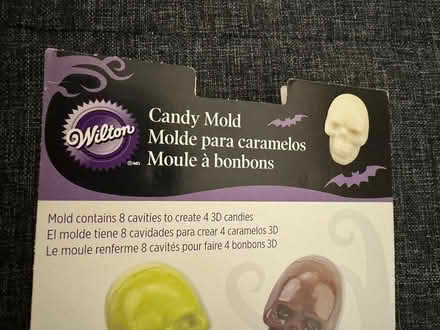 Wilton
®MD
Candy Mold
Molde para caramelos
Moule à bonbons
Mold contains 8 cavities to create 4 3D candies
El molde tiene 8 cavidades para crear 4 caramelos 3D
Le moule renferme 8 cavités pour faire 4 bonbons 3D